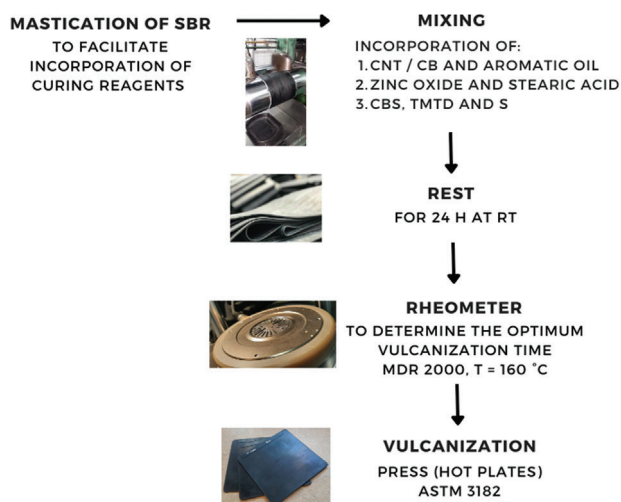 MASTICATION OF SBR
TO FACILITATE
INCORPORATION OF
CURING REAGENTS
MIXING
INCORPORATION OF:
1. CNT / CB AND AROMATIC OIL
2. ZINC OXIDE AND STEARIC ACID
3. CBS, TMTD AND S
REST
FOR 24 H AT RT
RHEOMETER
TO DETERMINE THE OPTIMUM
VULCANIZATION TIME
MDR 2000, T = 160 °C
VULCANIZATION
PRESS (HOT PLATES)
ASTM 3182